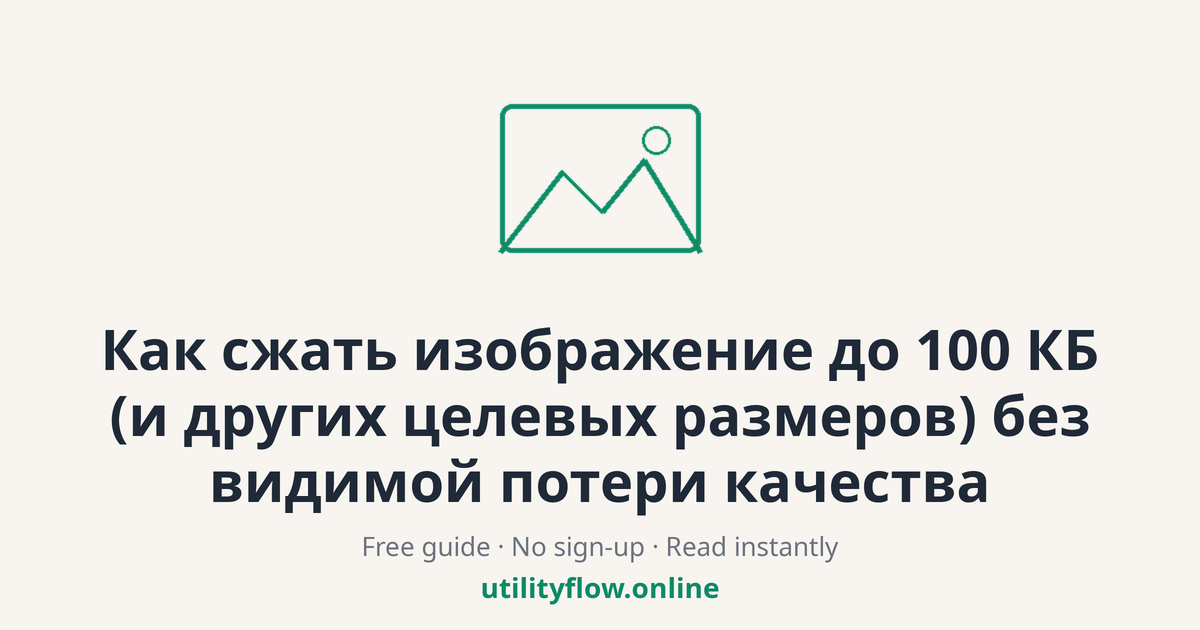 Как сжать изображение до 100 КБ
(и других целевых размеров) без
видимой потери качества
Free guide · No sign-up · Read instantly
utilityflow.online